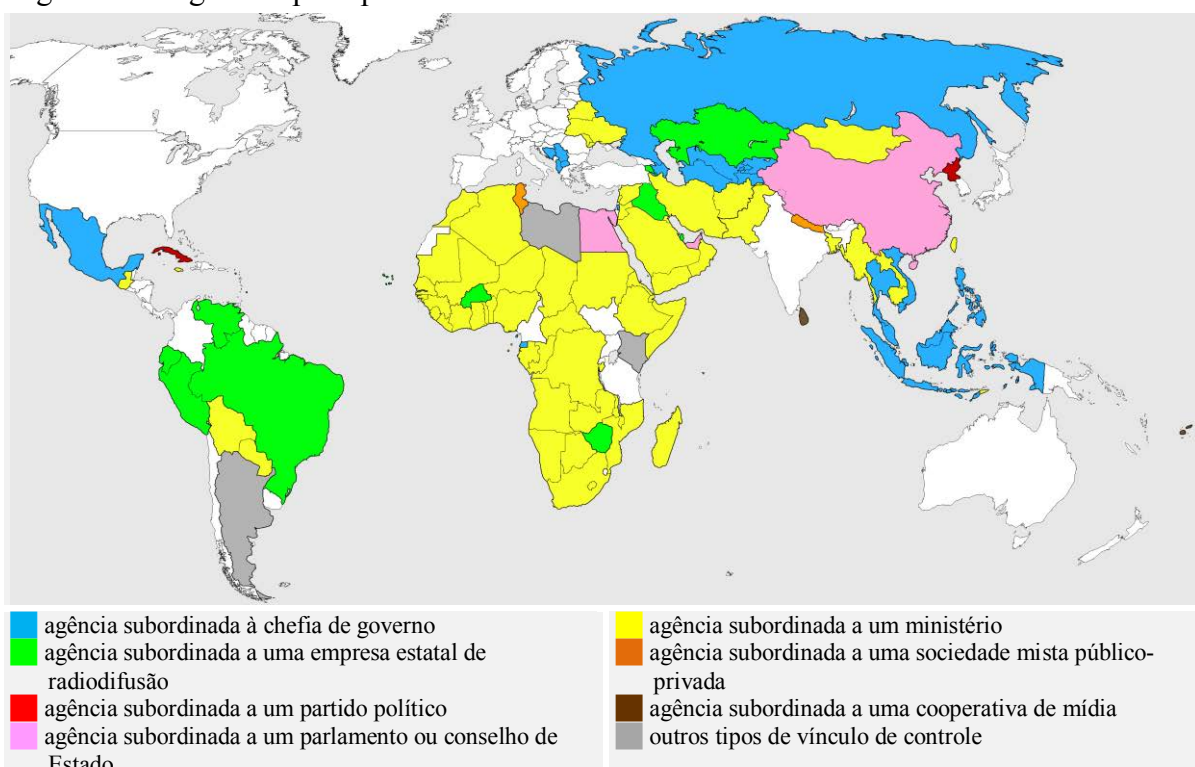 agência subordinada à chefia de governo
agência subordinada a uma empresa estatal de
radiodifusão
agência subordinada a um partido político
agência subordinada a um parlamento ou conselho de
Estado
agência subordinada a um ministério
agência subordinada a uma sociedade mista público-
privada
agência subordinada a uma cooperativa de mídia
outros tipos de vínculo de controle